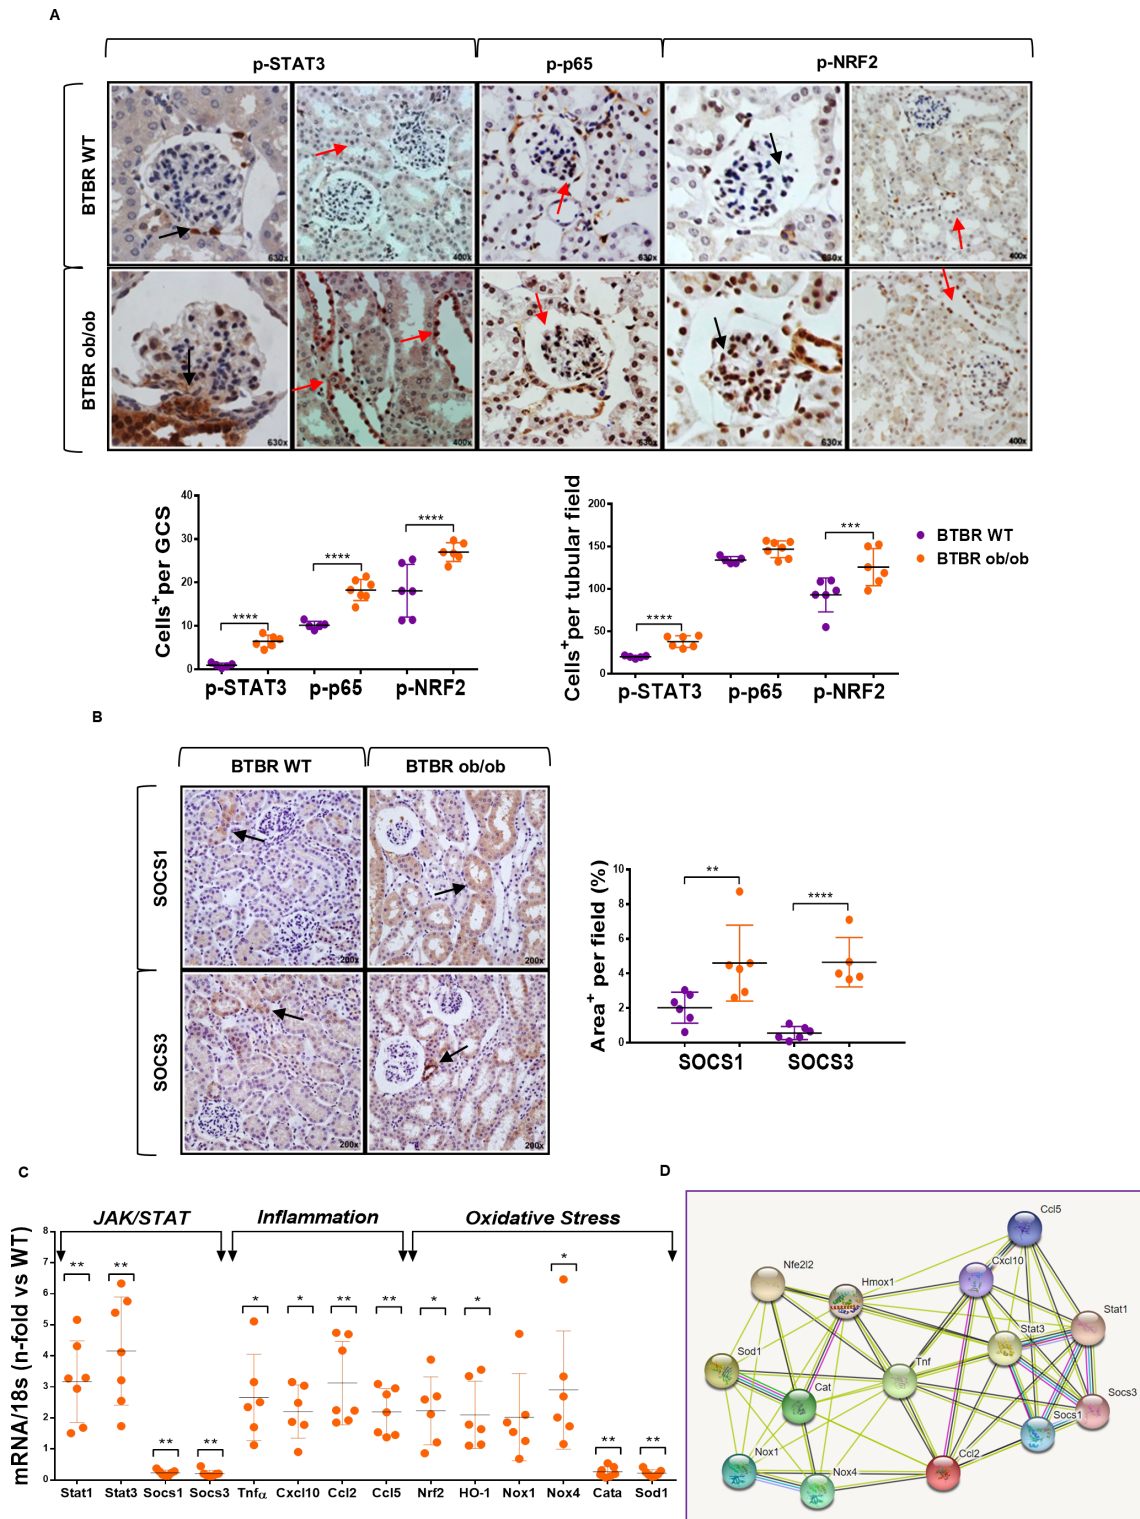 A
p-STAT3 p-p65 p-NRF2
BTBR WT
630x 400x 630x 630x 400x
BTBR ob/ob
630x 400x 630x 630x 400x
Cells+per GCS
40
30
20
10
0
**** **** ****
p-STAT3 p-p65 p-NRF2
Cells+per tubular field
200
150
100
50
0
**** ***
p-STAT3 p-p65 p-NRF2
BTBR WT
BTBR ob/ob
B
BTBR WT BTBR ob/ob
SOCS1
200x 200x
SOCS3
200x 200x
Area+ per field (%)
10
8
6
4
2
0
** ****
SOCS1 SOCS3
C
JAK/STAT Inflammation Oxidative Stress
mRNA/18s (n-fold vs WT)
8
7
6
5
4
3
2
1
0
** ** ** ** * * ** ** * * * ** **
Stat1 Stat3 Socs1 Socs3 Tnfα Cxcl10 Ccl2 Ccl5 Nrf2 HO-1 Nox1 Nox4 Cata Sod1
D
Ccl5
Cxcl10
Nfe2l2
Hmox1
Stat1
Stat3
Sod1
Tnf
Cat
Socs3
Socs1
Ccl2
Nox1
Nox4